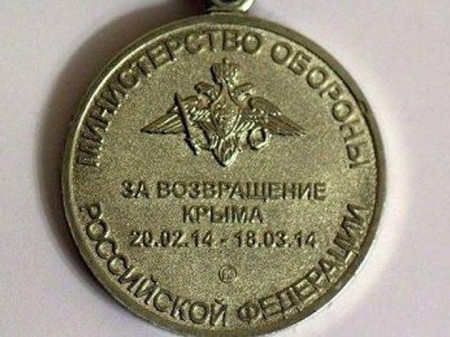 МИНИСТЕРСТВО ОБОРОНЫ
ЗА ВОЗВРАЩЕНИЕ
КРЫМА
20.02.14 - 18.03.14
РОССИЙСКОЙ ФЕДЕРАЦИИ